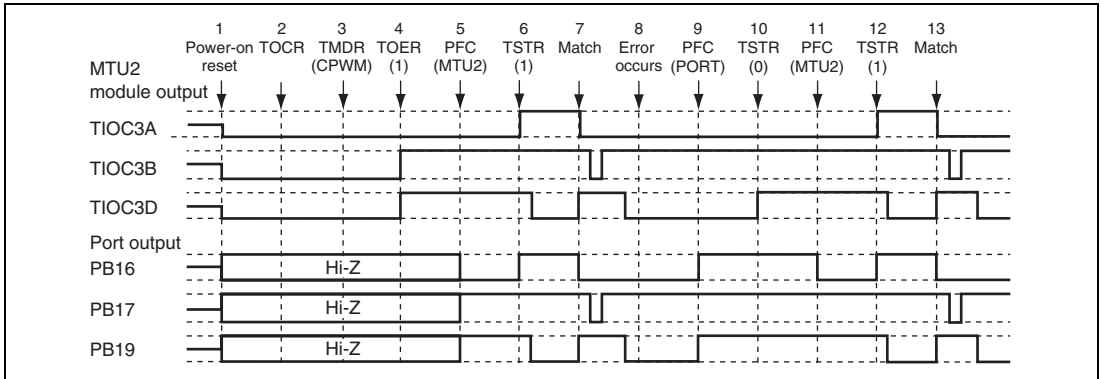 1 2 3 4 5 6 7 8 9 10 11 12 13
Power-on TOCR TMDR TOER PFC TSTR Match Error PFC TSTR PFC TSTR Match
reset (CPWM) (1) (MTU2) (1) occurs (PORT) (0) (MTU2) (1)
MTU2
module output
TIOC3A
TIOC3B
TIOC3D
Port output
PB16 Hi-Z
PB17 Hi-Z
PB19 Hi-Z